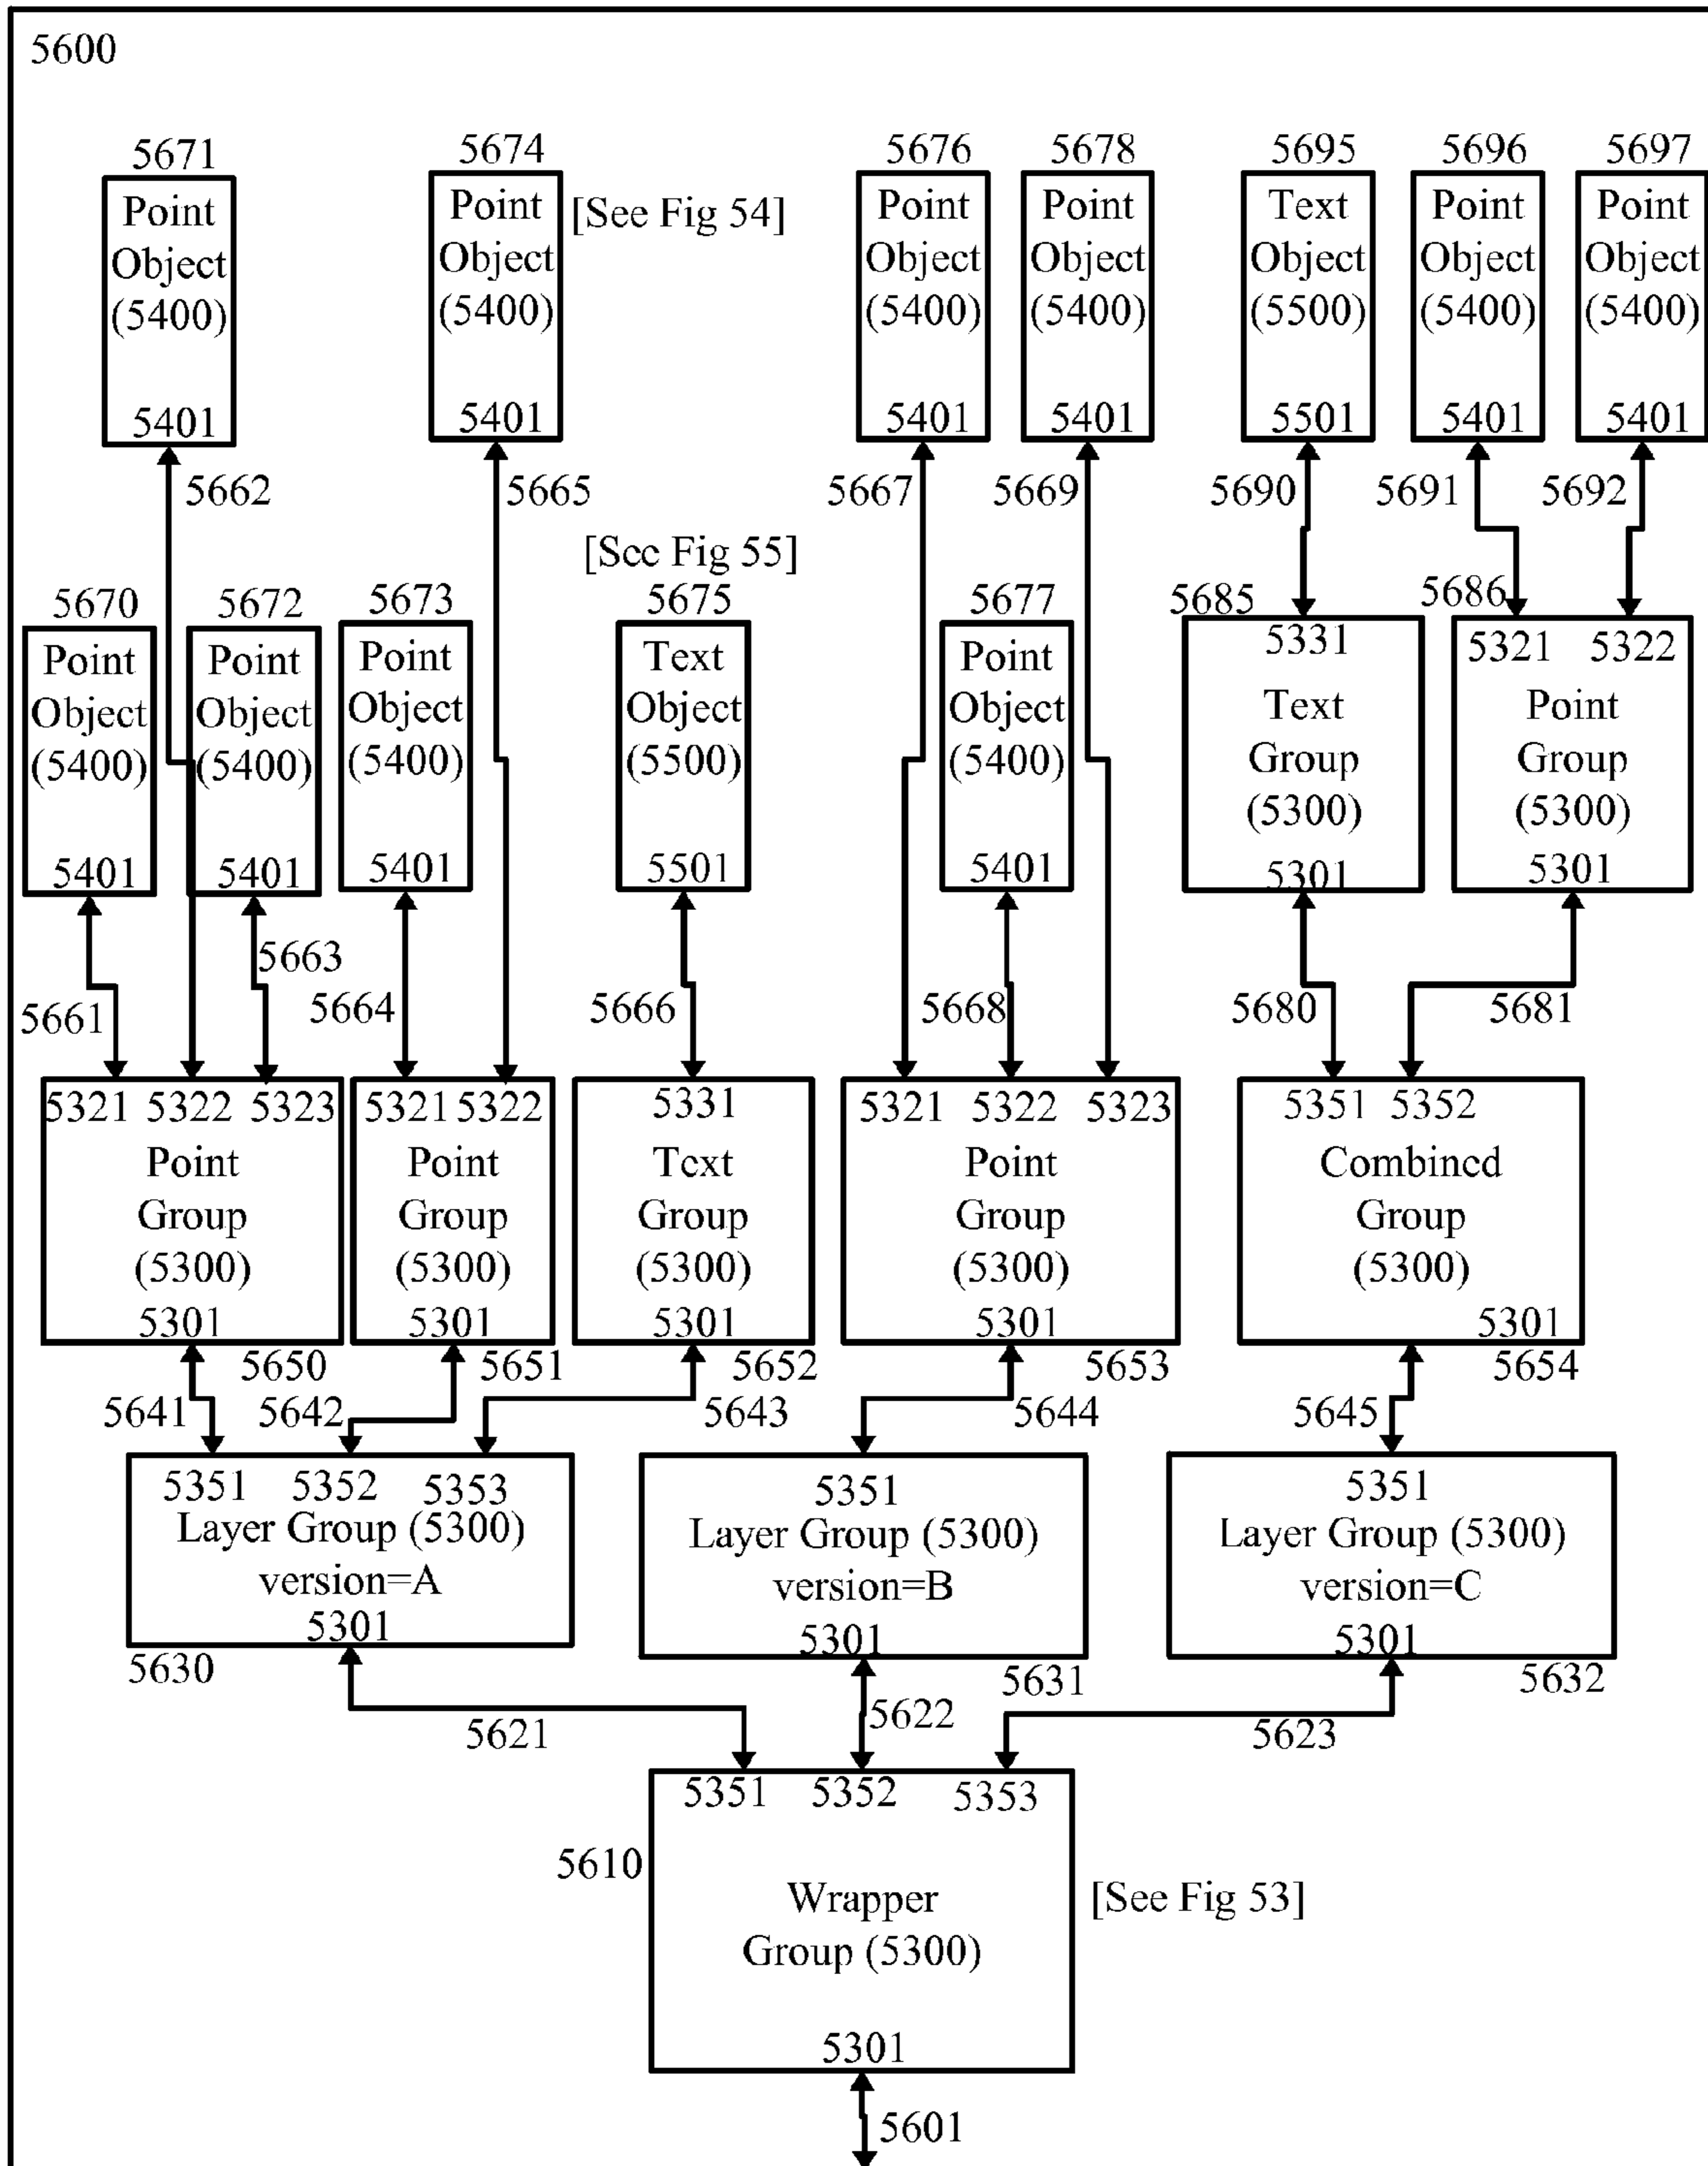 5600
5671
5674
5676
5678
5695
5696
5697
Point
Object
(5400)
5401
Point
Object
(5400)
5401
[See Fig 54]
Point
Object
(5400)
5401
Point
Object
(5400)
5401
Text
Object
(5500)
5501
Point
Object
(5400)
5401
Point
Object
(5400)
5401
5662
5665
5667
5669
5690
5691
5692
[See Fig 55]
5670
5672
5673
5675
5677
5685
5686
Point
Object
(5400)
5401
Point
Object
(5400)
5401
Point
Object
(5400)
5401
Text
Object
(5500)
5501
Point
Object
(5400)
5401
5331
Text
Group
(5300)
5301
5321 5322
Point
Group
(5300)
5301
5663
5661
5664
5666
5668
5680
5681
5321 5322 5323
Point
Group
(5300)
5301
5321 5322
Point
Group
(5300)
5301
5331
Text
Group
(5300)
5301
5321 5322 5323
Point
Group
(5300)
5301
5351 5352
Combined
Group
(5300)
5301
5650
5651
5652
5653
5654
5641
5642
5643
5644
5645
5351 5352 5353
Layer Group (5300)
version=A
5301
5351
Layer Group (5300)
version=B
5301
5351
Layer Group (5300)
version=C
5301
5630
5631
5632
5621
5622
5623
5351 5352 5353
5610
Wrapper
Group (5300)
[See Fig 53]
5301
5601